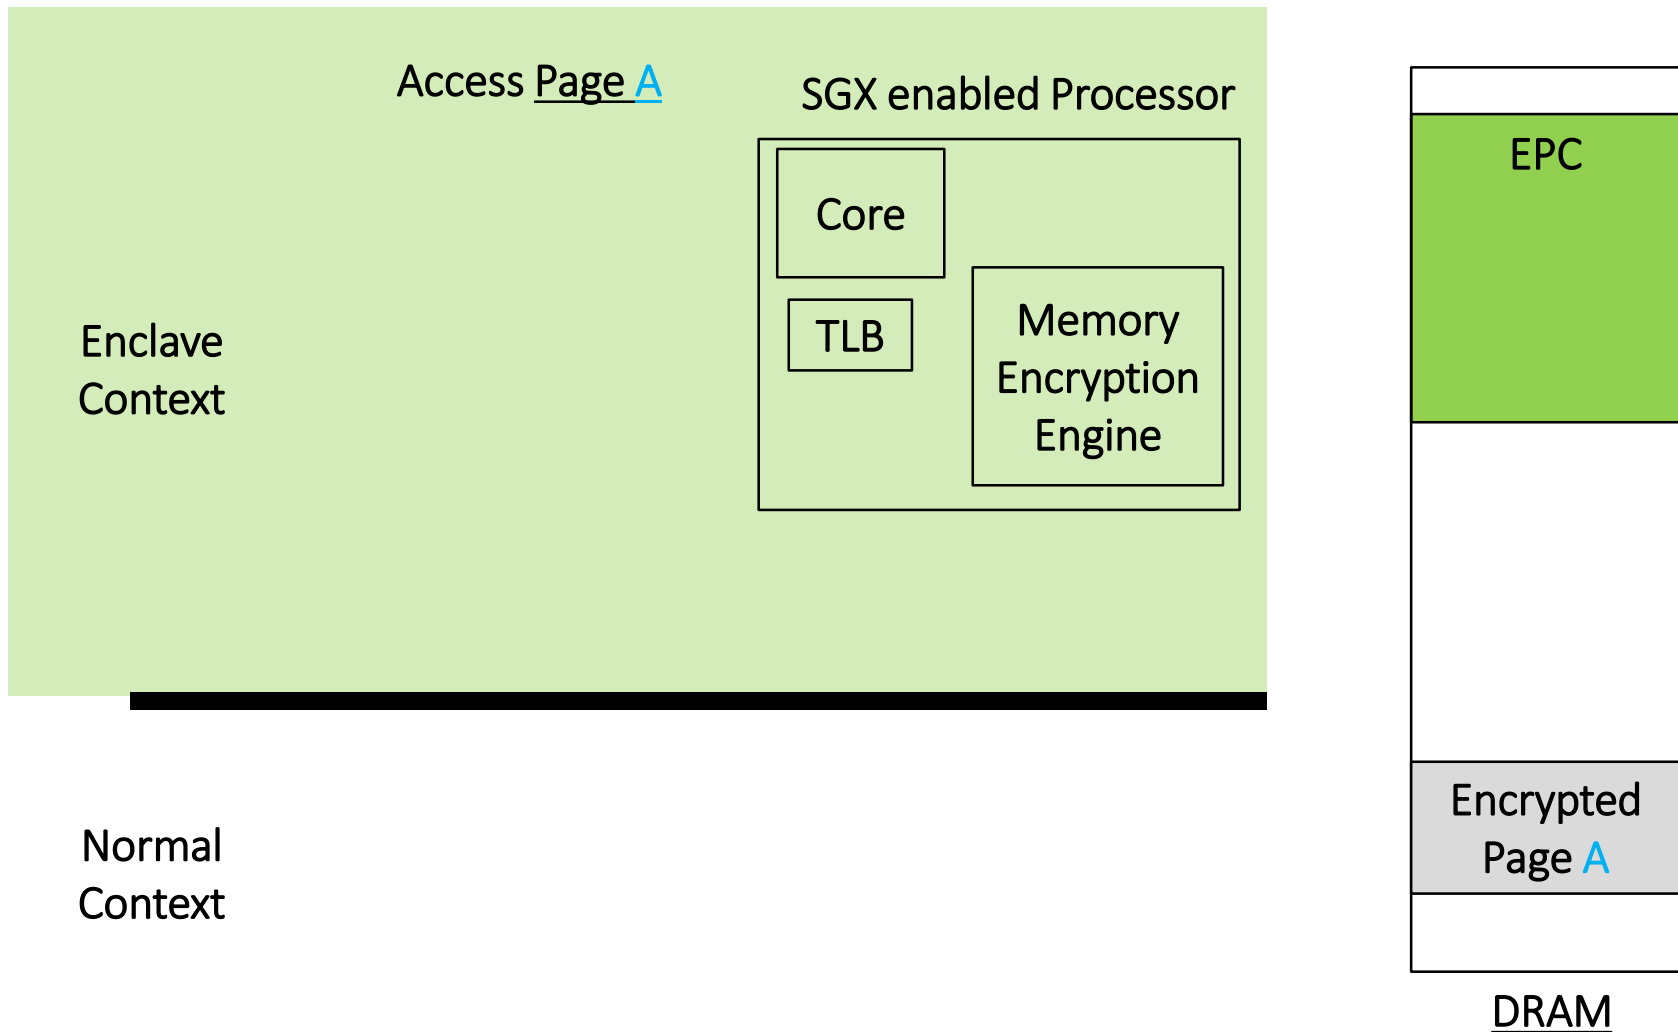 Access Page A
SGX enabled Processor
Core
TLB
Memory
Encryption
Engine
Enclave
Context
Normal
Context
EPC
Encrypted
Page A
DRAM